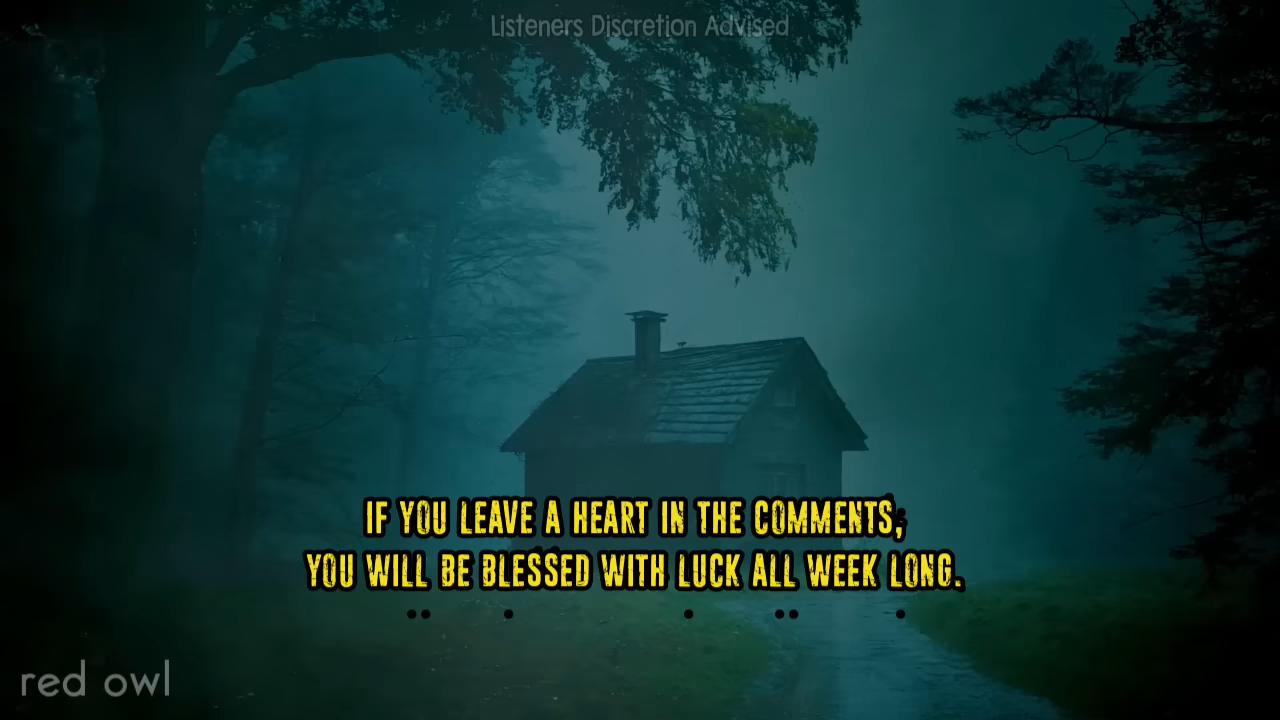 Listeners Discretion Advised
IF YOU LEAVE A HEART IN THE COMMENTS,
YOU WILL BE BLESSED WITH LUCK ALL WEEK LONG.
red owl